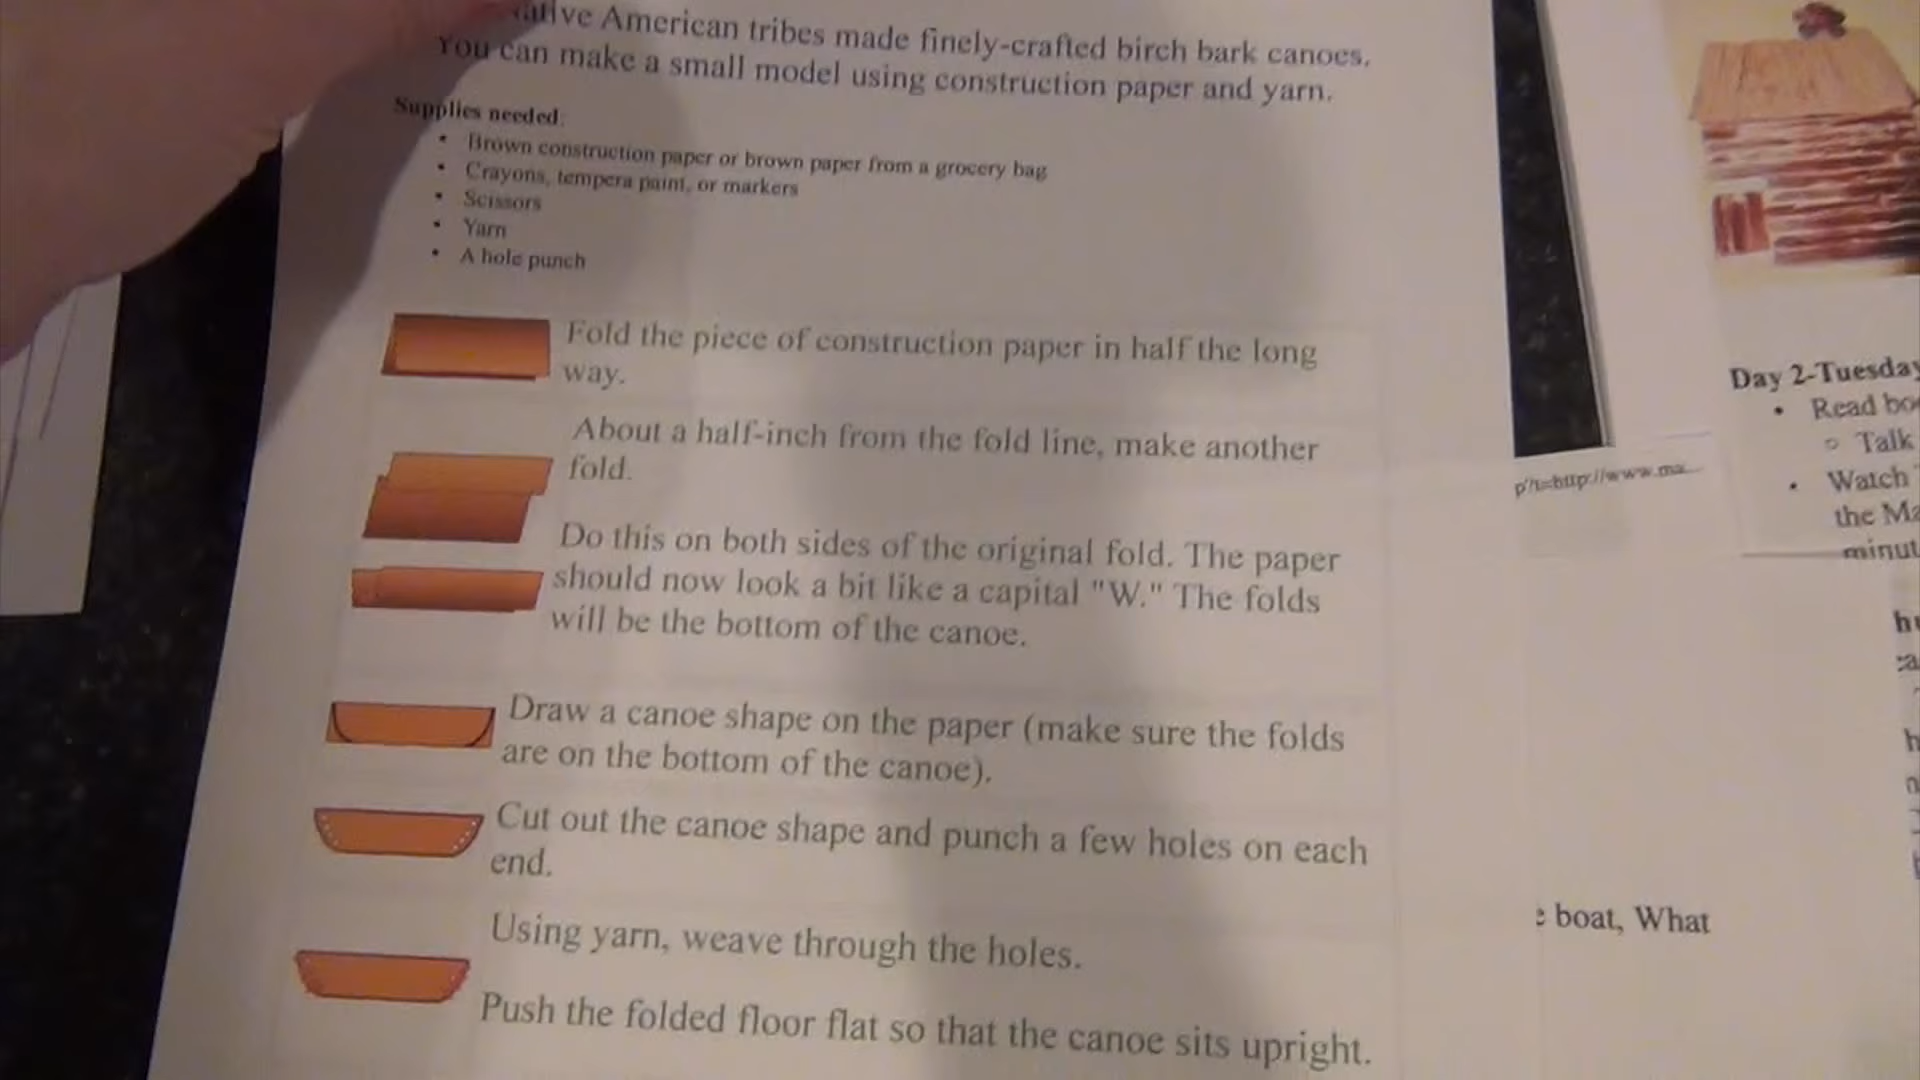 American tribes made finely-crafted birch bark canoes.
You can make a small model using construction paper and yarn.
Supplies needed:
• Brown construction paper or brown paper from a grocery bag
• Crayons, tempera paint, or markers
• Scissors
• Yarn
• A hole punch
Fold the piece of construction paper in half the long
way.
About a half-inch from the fold line, make another
fold.
Do this on both sides of the original fold. The paper
should now look a bit like a capital "W." The folds
will be the bottom of the canoe.
Draw a canoe shape on the paper (make sure the folds
are on the bottom of the canoe).
Cut out the canoe shape and punch a few holes on each
end.
Using yarn, weave through the holes.
Push the folded floor flat so that the canoe sits upright.
Day 2-Tuesday
• Read
○ Talk
• Watch
the
boat, What